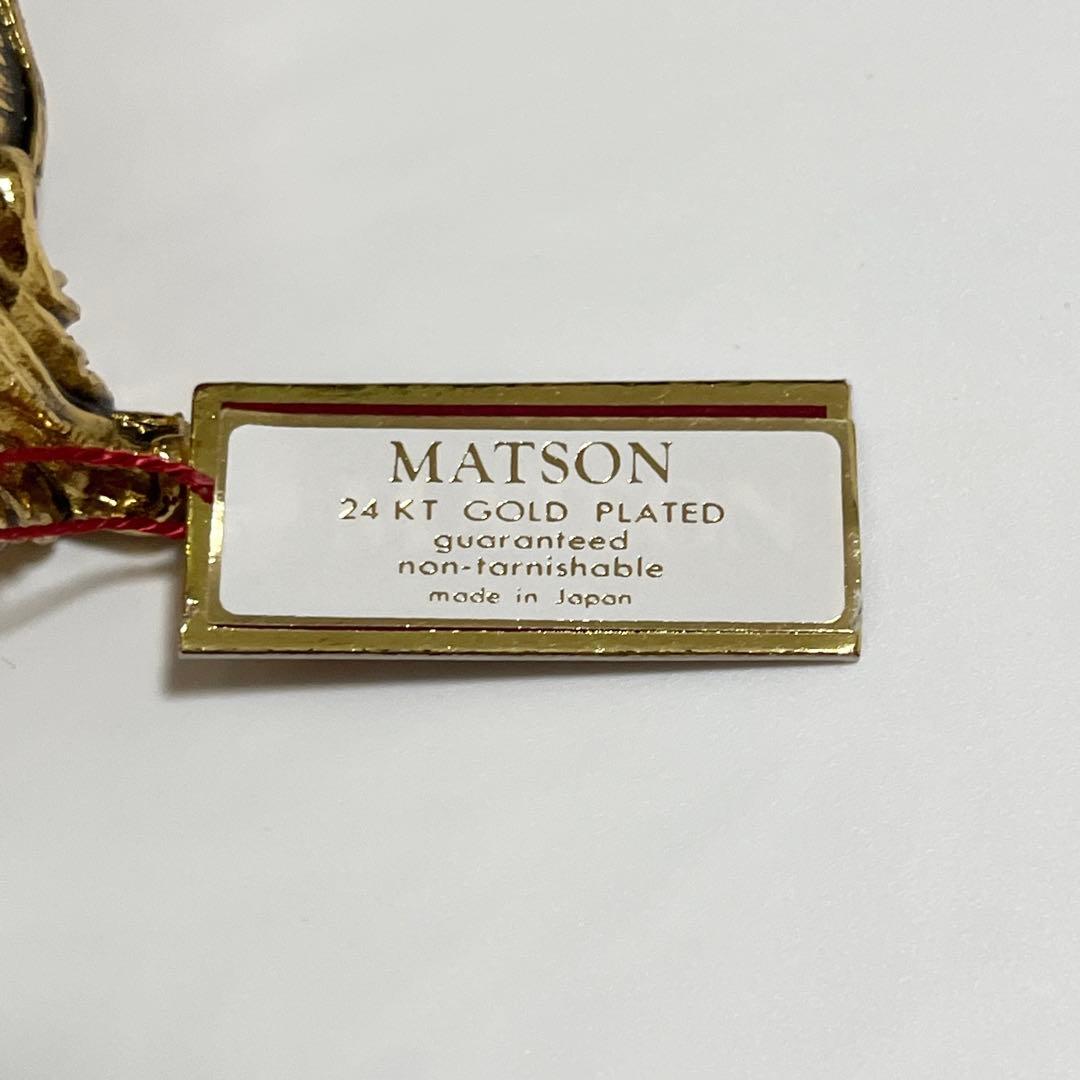 MATSON
24 KT GOLD PLATED
guaranteed
non-tarnishable
made in Japan